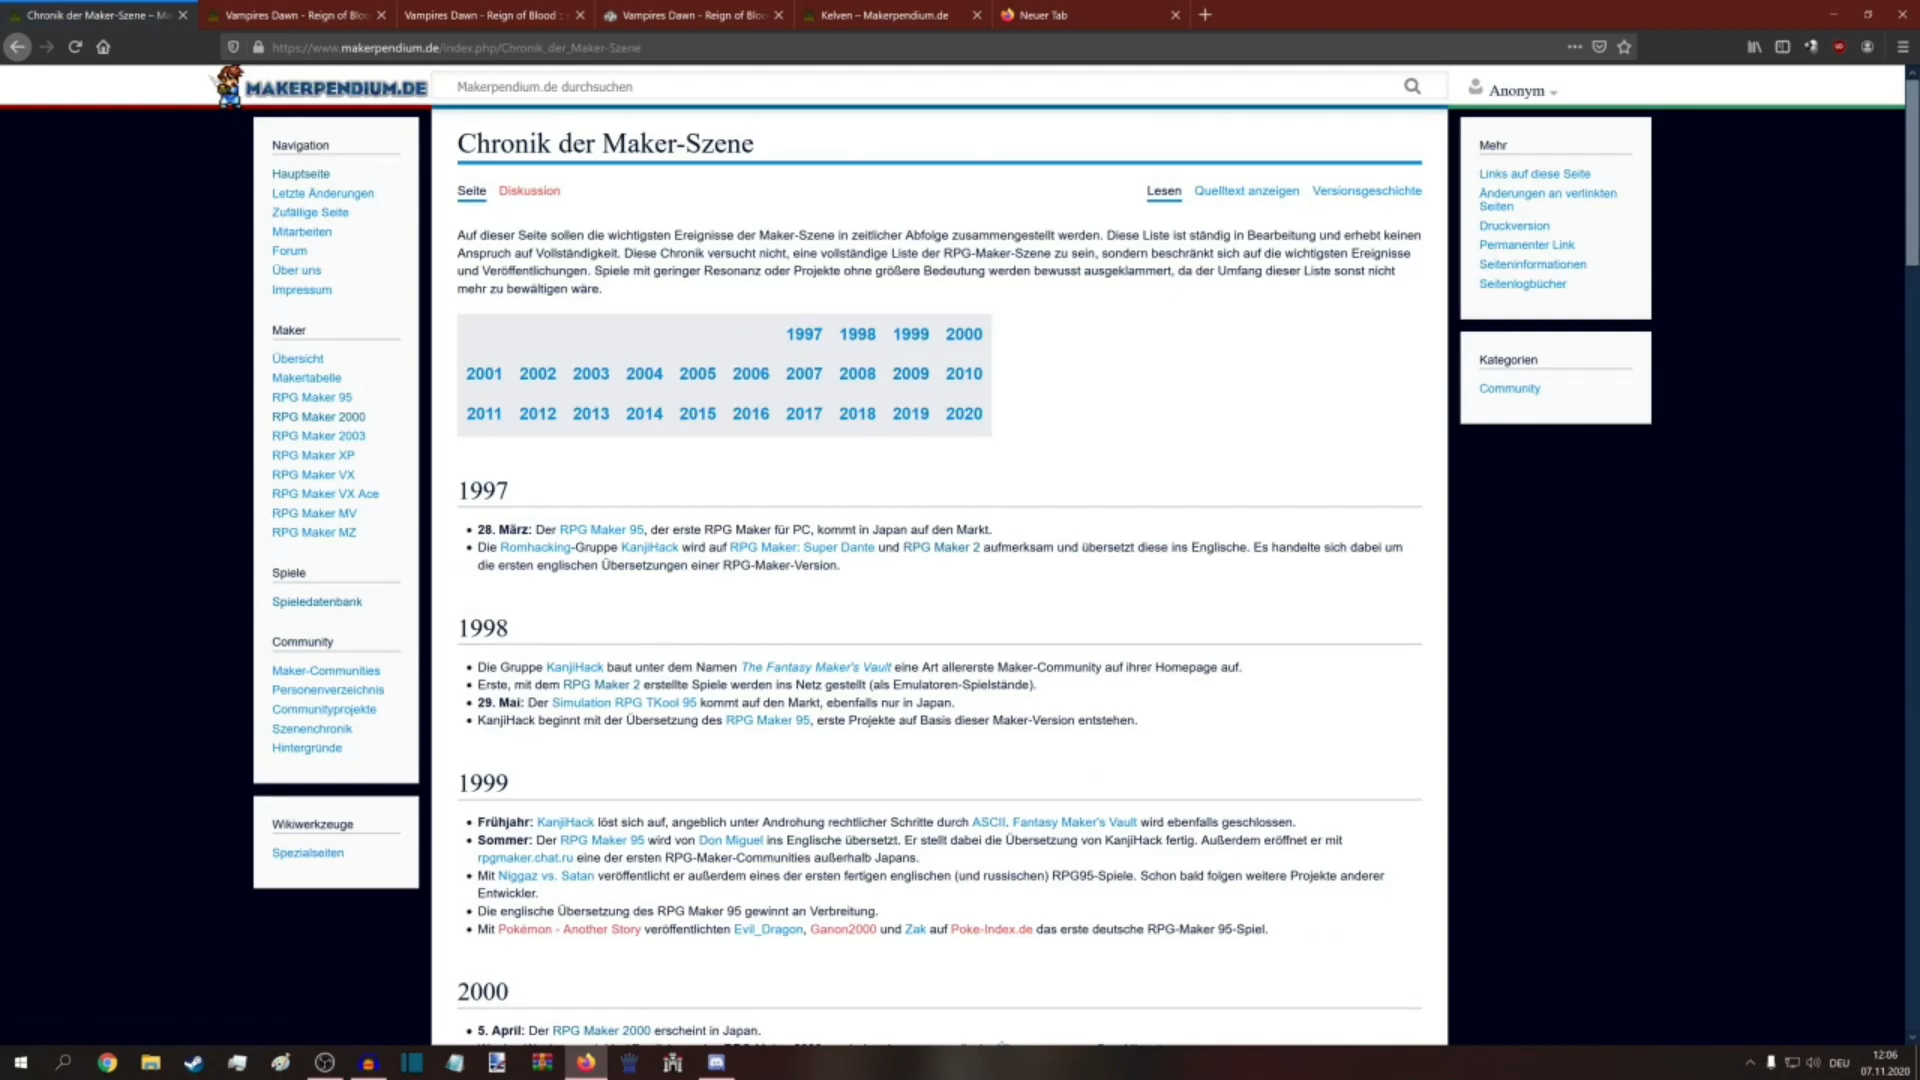 Chronik der Maker-Szene – Ma
Vampires Dawn - Reign of Bloo
Vampires Dawn - Reign of Blood ::
Vampires Dawn - Reign of Bloo
Kelven – Makerpendium.de
Neuer Tab
https://www.makerpendium.de/index.php/Chronik_der_Maker-Szene
MAKERPENDIUM.DE
Makerpendium.de durchsuchen
Anonym
Navigation
Hauptseite
Letzte Änderungen
Zufällige Seite
Mitarbeiten
Forum
Über uns
Impressum
Maker
Übersicht
Makertabelle
RPG Maker 95
RPG Maker 2000
RPG Maker 2003
RPG Maker XP
RPG Maker VX
RPG Maker VX Ace
RPG Maker MV
RPG Maker MZ
Spiele
Spieledatenbank
Community
Maker-Communities
Personenverzeichnis
Communityprojekte
Szenenchronik
Hintergründe
Wikiwerkzeuge
Spezialseiten
Chronik der Maker-Szene
Seite Diskussion Lesen Quelltext anzeigen Versionsgeschichte
Auf dieser Seite sollen die wichtigsten Ereignisse der Maker-Szene in zeitlicher Abfolge zusammengestellt werden. Diese Liste ist ständig in Bearbeitung und erhebt keinen
Anspruch auf Vollständigkeit. Diese Chronik versucht nicht, eine vollständige Liste der RPG-Maker-Szene zu sein, sondern beschränkt sich auf die wichtigsten Ereignisse
und Veröffentlichungen. Spiele mit geringer Resonanz oder Projekte ohne größere Bedeutung werden bewusst ausgeklammert, da der Umfang dieser Liste sonst nicht
mehr zu bewältigen wäre.
1997 1998 1999 2000
2001 2002 2003 2004 2005 2006 2007 2008 2009 2010
2011 2012 2013 2014 2015 2016 2017 2018 2019 2020
1997
• 28. März: Der RPG Maker 95, der erste RPG Maker für PC, kommt in Japan auf den Markt.
• Die Romhacking-Gruppe KanjiHack wird auf RPG Maker: Super Dante und RPG Maker 2 aufmerksam und übersetzt diese ins Englische. Es handelte sich dabei um
die ersten englischen Übersetzungen einer RPG-Maker-Version.
1998
• Die Gruppe KanjiHack baut unter dem Namen The Fantasy Maker's Vault eine Art allererste Maker-Community auf ihrer Homepage auf.
• Erste, mit dem RPG Maker 2 erstellte Spiele werden ins Netz gestellt (als Emulatoren-Spielstände).
• 29. Mai: Der Simulation RPG TKool 95 kommt auf den Markt, ebenfalls nur in Japan.
• KanjiHack beginnt mit der Übersetzung des RPG Maker 95, erste Projekte auf Basis dieser Maker-Version entstehen.
1999
• Frühjahr: KanjiHack löst sich auf, angeblich unter Androhung rechtlicher Schritte durch ASCII. Fantasy Maker's Vault wird ebenfalls geschlossen.
• Sommer: Der RPG Maker 95 wird von Don Miguel ins Englische übersetzt. Er stellt dabei die Übersetzung von KanjiHack fertig. Außerdem eröffnet er mit
rpgmaker.chat.ru eine der ersten RPG-Maker-Communities außerhalb Japans.
• Mit Niggaz vs. Satan veröffentlicht er außerdem eines der ersten fertigen englischen (und russischen) RPG95-Spiele. Schon bald folgen weitere Projekte anderer
Entwickler.
• Die englische Übersetzung des RPG Maker 95 gewinnt an Verbreitung.
• Mit Pokémon - Another Story veröffentlichten Evil_Dragon, Ganon2000 und Zak auf Poke-Index.de das erste deutsche RPG-Maker 95-Spiel.
2000
• 5. April: Der RPG Maker 2000 erscheint in Japan.
Mehr
Links auf diese Seite
Änderungen an verlinkten
Seiten
Druckversion
Permanenter Link
Seiteninformationen
Seitenlogbücher
Kategorien
Community
DEU
12:06
07.11.2020